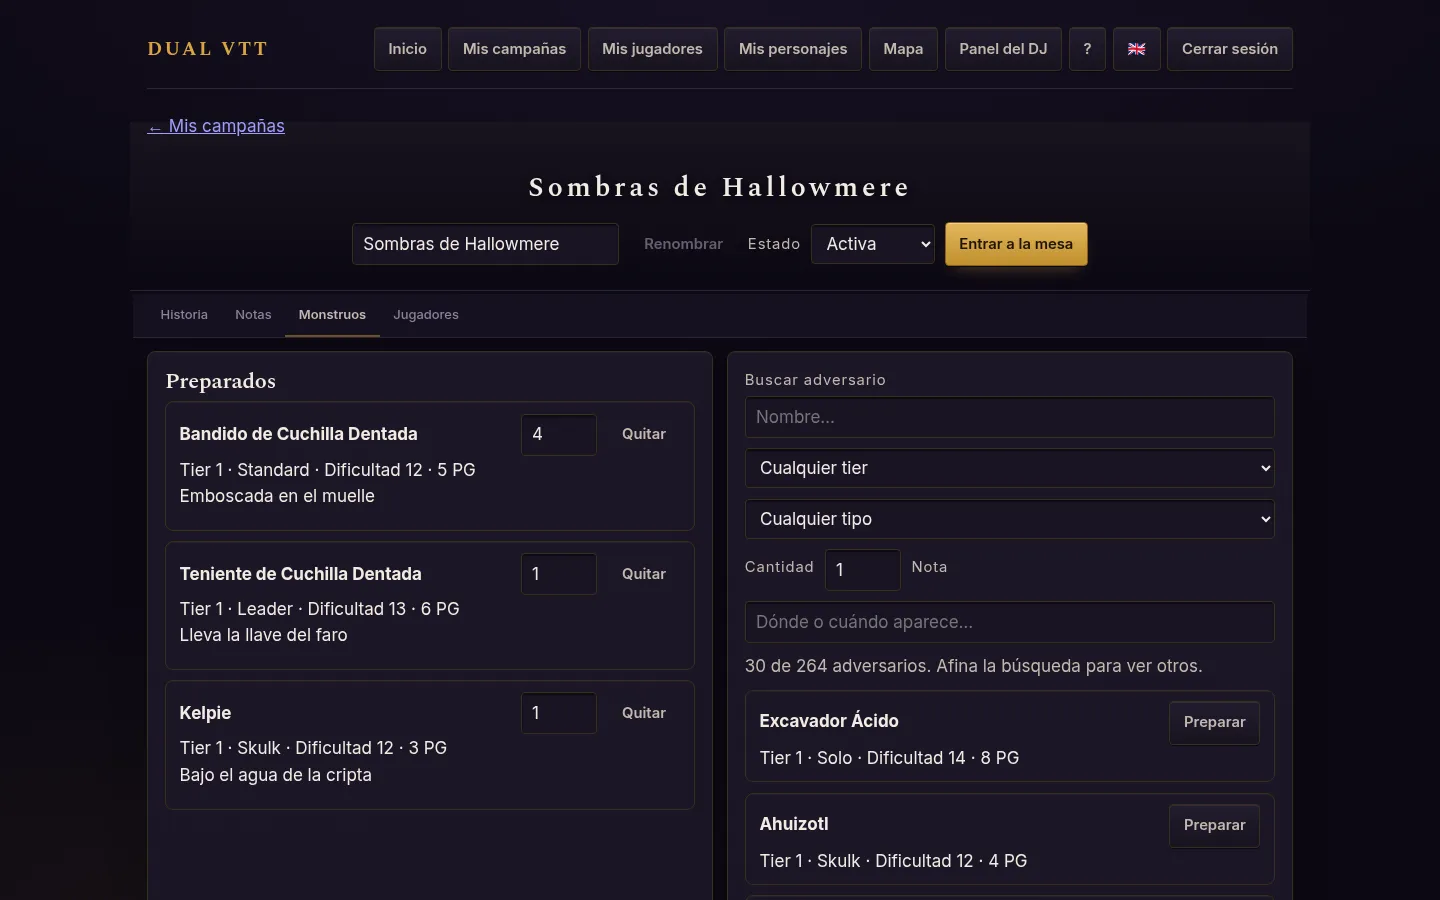 DUAL VTT
Inicio
Mis campañas
Mis jugadores
Mis personajes
Mapa
Panel del DJ
?
Cerrar sesión
← Mis campañas
Sombras de Hallowmere
Sombras de Hallowmere
Renombrar
Estado
Activa
Entrar a la mesa
Historia
Notas
Monstruos
Jugadores
Preparados
Bandido de Cuchilla Dentada
4
Quitar
Tier 1 · Standard · Dificultad 12 · 5 PG
Emboscada en el muelle
Teniente de Cuchilla Dentada
1
Quitar
Tier 1 · Leader · Dificultad 13 · 6 PG
Lleva la llave del faro
Kelpie
1
Quitar
Tier 1 · Skulk · Dificultad 12 · 3 PG
Bajo el agua de la cripta
Buscar adversario
Nombre...
Cualquier tier
Cualquier tipo
Cantidad
1
Nota
Dónde o cuándo aparece...
30 de 264 adversarios. Afina la búsqueda para ver otros.
Excavador Ácido
Preparar
Tier 1 · Solo · Dificultad 14 · 8 PG
Ahuizotl
Preparar
Tier 1 · Skulk · Dificultad 12 · 4 PG